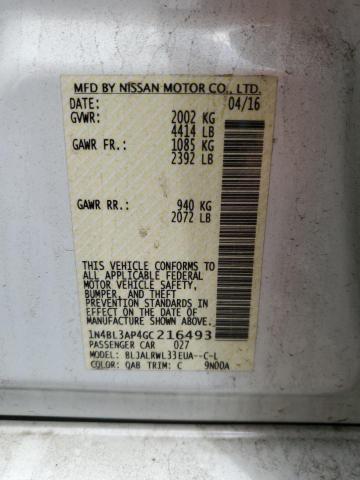 MFD BY NISSAN MOTOR CO., LTD.
DATE: 04/16
GVWR: 2002 KG
4414 LB
GAWR FR: 1085 KG
2392 LB
GAWR RR: 940 KG
2072 LB
THIS VEHICLE CONFORMS TO
ALL APPLICABLE FEDERAL
MOTOR VEHICLE SAFETY,
BUMPER, AND THEFT
PREVENTION STANDARDS
IN EFFECT ON THE DATE OF
MANUFACTURE SHOWN ABOVE.
1N4BL3AP4GC216493
PASSENGER CAR 027
MODEL: BLJALRWL33EUA--C-L
COLOR: QAB TRIM: C 9N00A